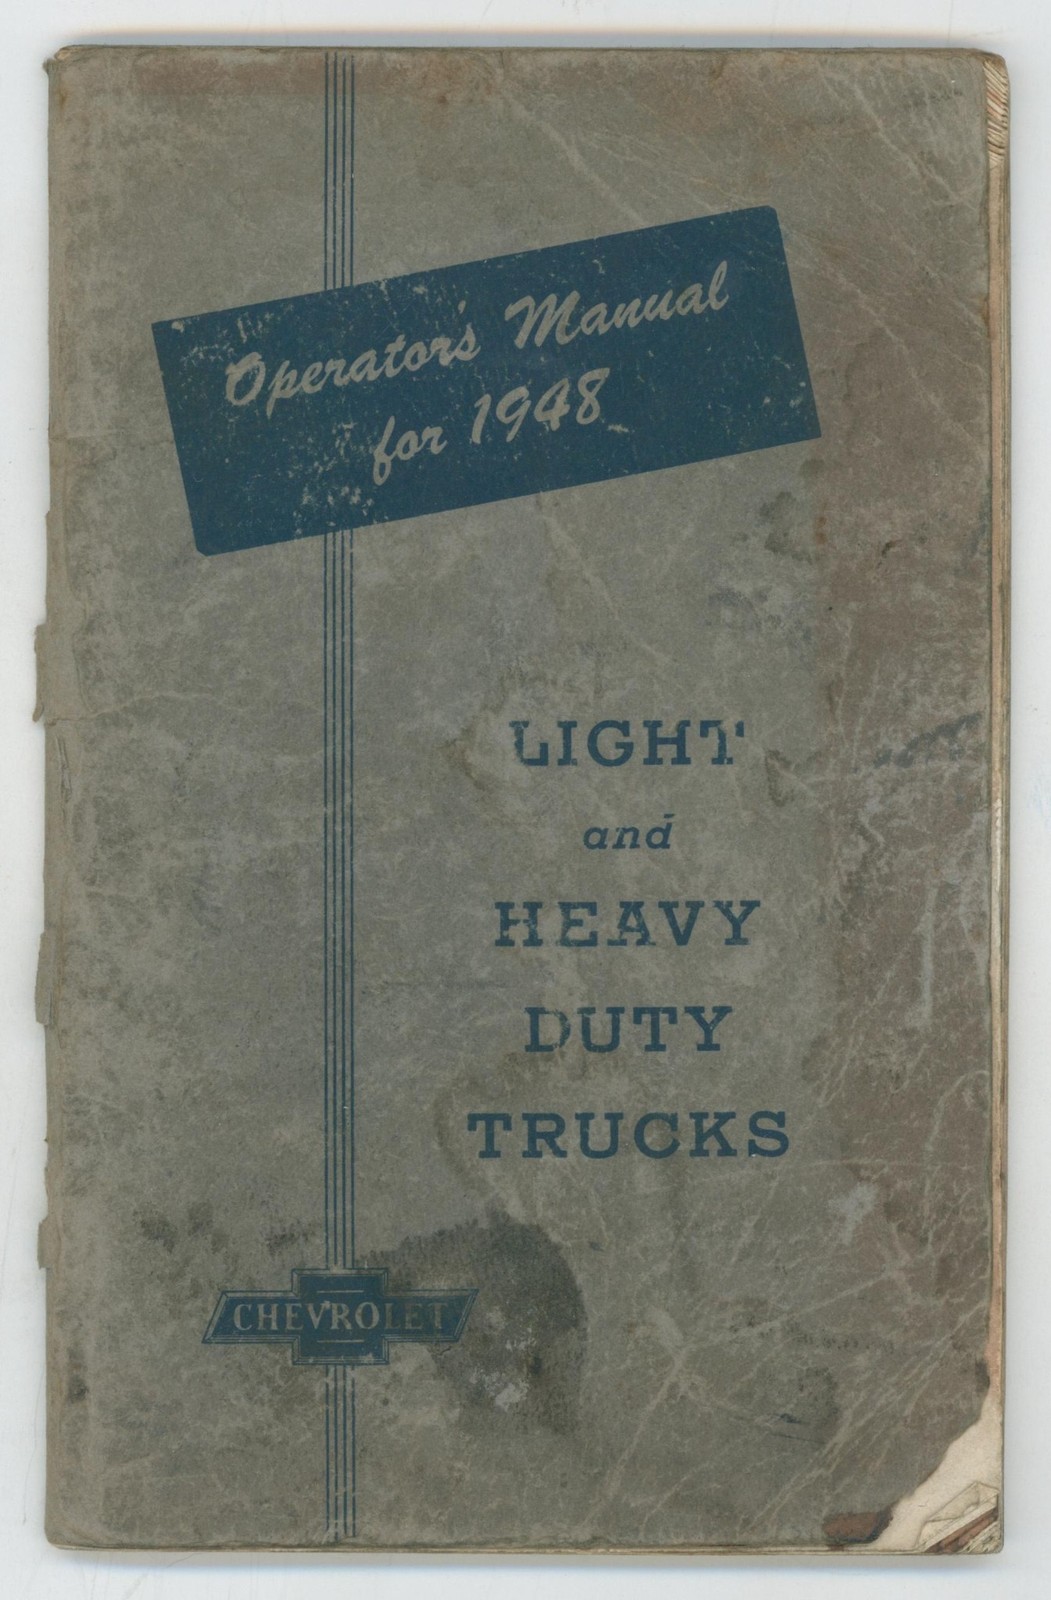 Operator's Manual
for 1948
LIGHT
and
HEAVY
DUTY
TRUCKS
CHEVROLET